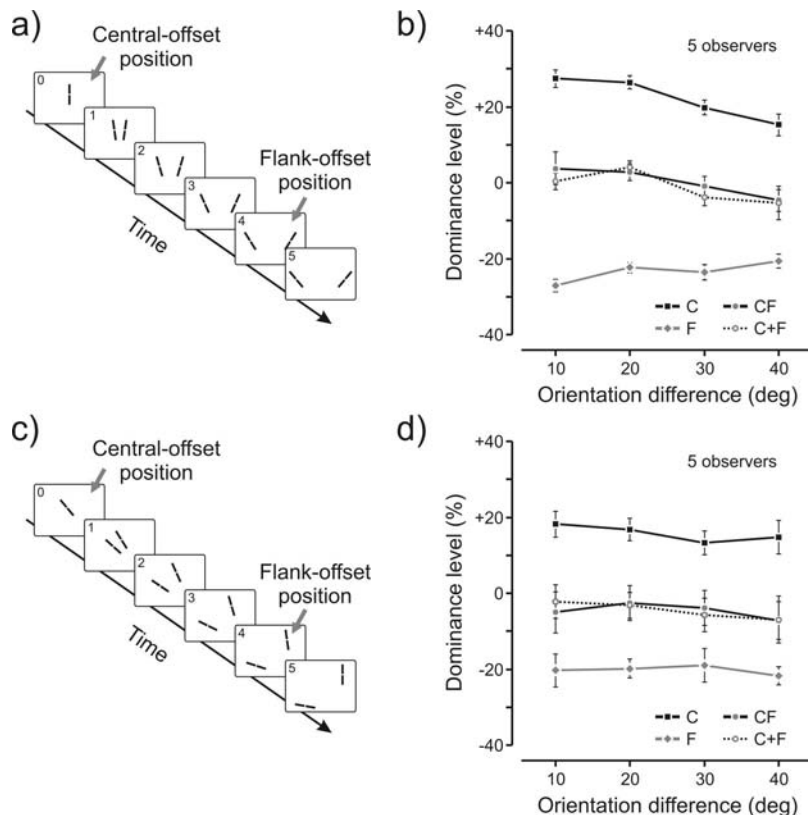 a)
Central-offset
position
0
1
2
3
4
5
Flank-offset
position
Time
b)
5 observers
Dominance level (%)
+40
+20
0
-20
-40
C
CF
F
C+F
10
20
30
40
Orientation difference (deg)
c)
Central-offset
position
0
1
2
3
4
5
Flank-offset
position
Time
d)
5 observers
Dominance level (%)
+40
+20
0
-20
-40
C
CF
F
C+F
10
20
30
40
Orientation difference (deg)